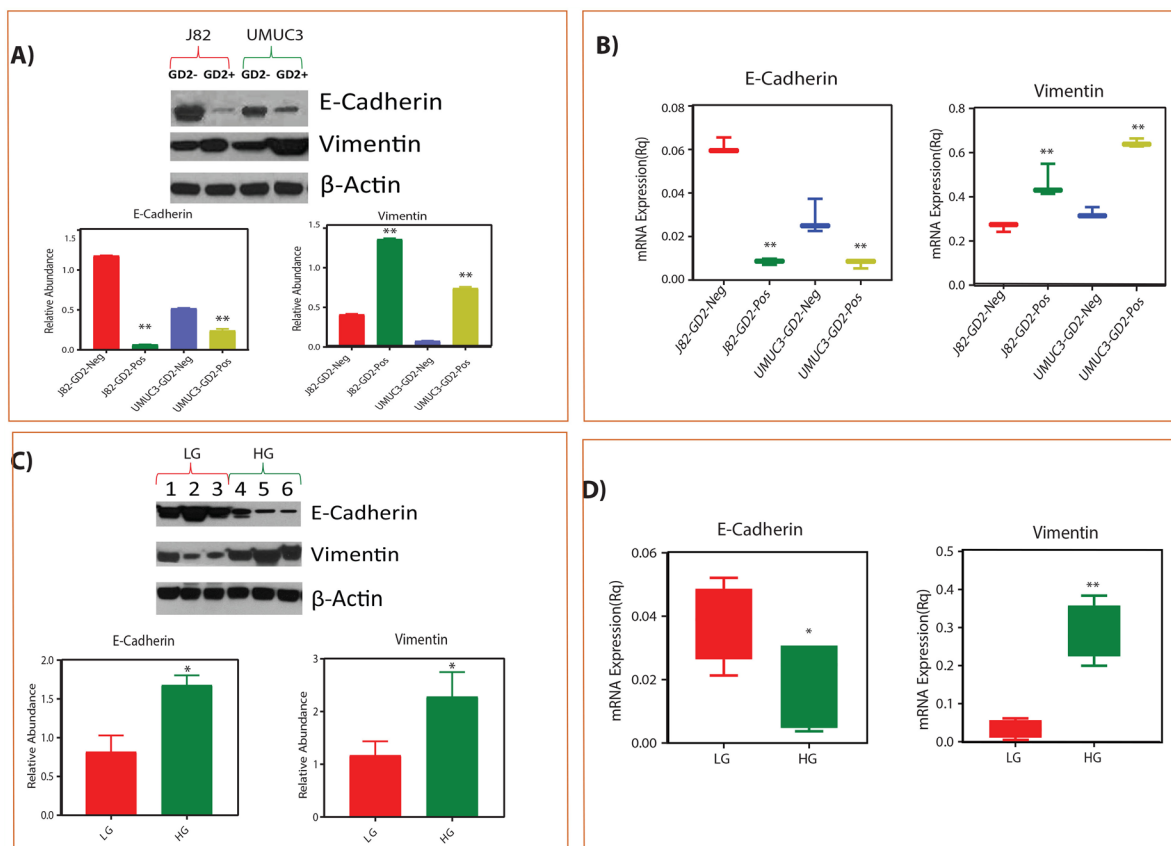 A)
J82 UMUC3
GD2- GD2+ GD2- GD2+
E-Cadherin
Vimentin
β-Actin
E-Cadherin
Relative Abundance
1.5
1.0
0.5
0.0
**
**
J82-GD2-Neg
J82-GD2-Pos
UMUC3-GD2-Neg
UMUC3-GD2-Pos
Vimentin
Relative Abundance
1.5
1.0
0.5
0.0
**
**
J82-GD2-Neg
J82-GD2-Pos
UMUC3-GD2-Neg
UMUC3-GD2-Pos
B)
E-Cadherin
mRNA Expression(Rq)
0.08
0.06
0.04
0.02
0.00
**
**
J82-GD2-Neg
J82-GD2-Pos
UMUC3-GD2-Neg
UMUC3-GD2-Pos
Vimentin
mRNA Expression(Rq)
0.8
0.6
0.4
0.2
0.0
**
**
J82-GD2-Neg
J82-GD2-Pos
UMUC3-GD2-Neg
UMUC3-GD2-Pos
C)
LG HG
1 2 3 4 5 6
E-Cadherin
Vimentin
β-Actin
E-Cadherin
Relative Abundance
2.0
1.5
1.0
0.5
0.0
*
LG
HG
Vimentin
Relative Abundance
3
2
1
0
*
LG
HG
D)
E-Cadherin
mRNA Expression(Rq)
0.06
0.04
0.02
0.00
*
LG
HG
Vimentin
mRNA Expression(Rq)
0.5
0.4
0.3
0.2
0.1
0.0
**
LG
HG